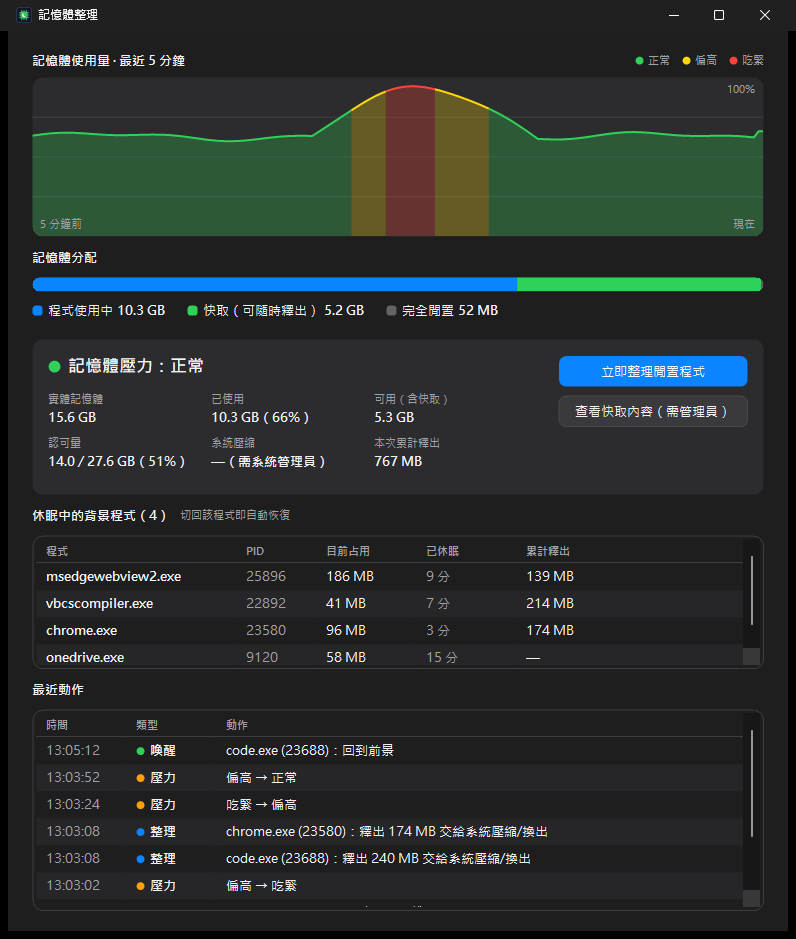 記憶體整理
記憶體使用量 · 最近 5 分鐘 正常 偏高 吃緊
100%
5 分鐘前 現在
記憶體分配
程式使用中 10.3 GB 快取（可隨時釋出） 5.2 GB 完全閒置 52 MB
記憶體壓力：正常
立即整理閒置程式
實體記憶體 已使用 可用（含快取）
15.6 GB 10.3 GB（66%） 5.3 GB
查看快取內容（需管理員）
認可量 系統壓縮 本次累計釋出
14.0 / 27.6 GB（51%） —（需系統管理員） 767 MB
休眠中的背景程式（4） 切回該程式即自動恢復
程式 PID 目前占用 已休眠 累計釋出
msedgewebview2.exe 25896 186 MB 9 分 139 MB
vbcscompiler.exe 22892 41 MB 7 分 214 MB
chrome.exe 23580 96 MB 3 分 174 MB
onedrive.exe 9120 58 MB 15 分 —
最近動作
時間 類型 動作
13:05:12 喚醒 code.exe (23688)：回到前景
13:03:52 壓力 偏高 → 正常
13:03:24 壓力 吃緊 → 偏高
13:03:08 整理 chrome.exe (23580)：釋出 174 MB 交給系統壓縮/換出
13:03:08 整理 code.exe (23688)：釋出 240 MB 交給系統壓縮/換出
13:03:02 壓力 偏高 → 吃緊